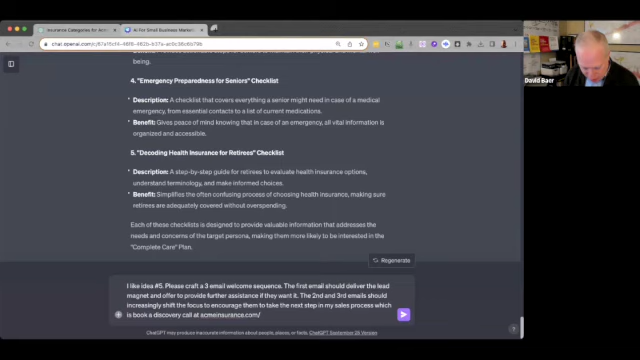 Insurance Categories for Acm
AI for Small Business Market
chat.openai.com
being.
4. "Emergency Preparedness for Seniors" Checklist
• Description: A checklist that covers everything a senior might need in case of a medical
emergency, from essential contacts to a list of current medications.
• Benefit: Gives peace of mind knowing that in case of an emergency, all vital information is
organized and accessible.
5. "Decoding Health Insurance for Retirees" Checklist
• Description: A step-by-step guide for retirees to evaluate health insurance options,
understand terminology, and make informed choices.
• Benefit: Simplifies the often confusing process of choosing health insurance, making sure
retirees are adequately covered without overspending.
Each of these checklists is designed to provide valuable information that addresses the
needs and concerns of the target persona, making them more likely to be interested in the
"Complete Care" Plan.
Regenerate
I like idea #5. Please craft a 3 email welcome sequence. The first email should deliver the lead
magnet and offer to provide further assistance if they want it. The 2nd and 3rd emails should
increasingly shift the focus to encourage them to take the next step in my sales process which
is book a discovery call at acmeinsurance.com/
ChatGPT may produce inaccurate information about people, places, or facts. ChatGPT September 25 Version
?
David Baer